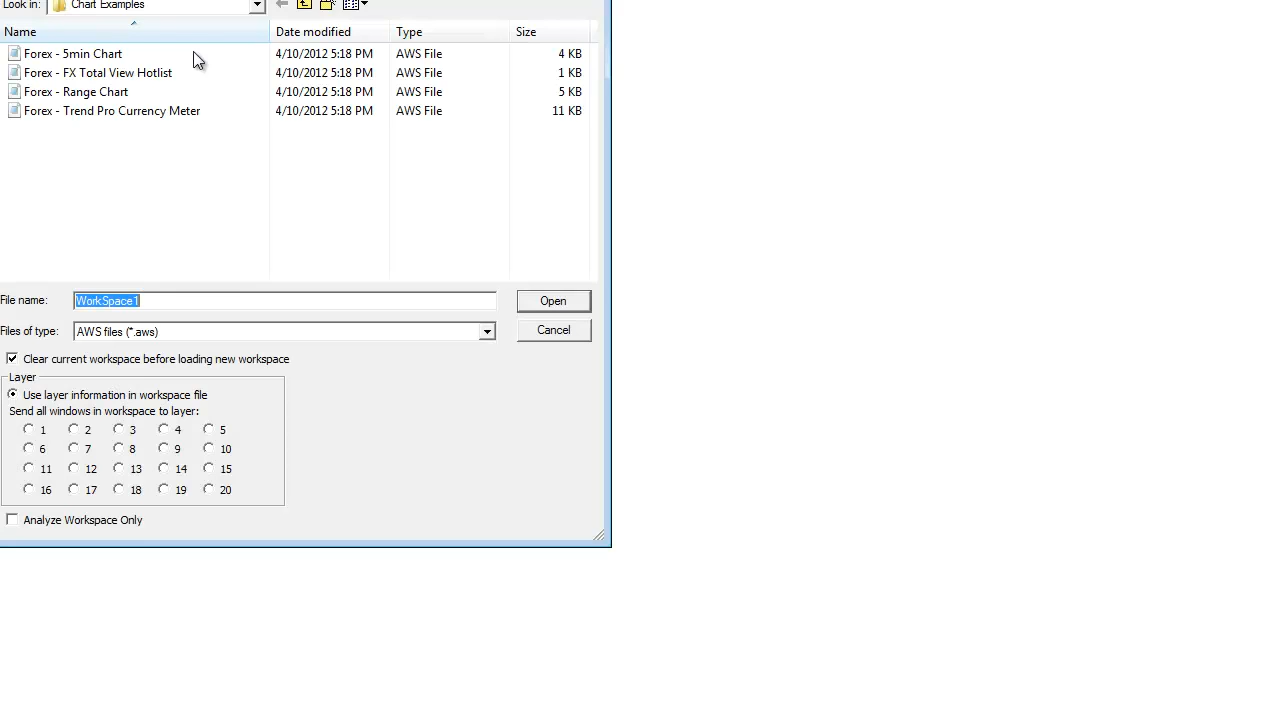 Look in: Chart Examples
Name Date modified Type Size
Forex - 5min Chart 4/10/2012 5:18 PM AWS File 4 KB
Forex - FX Total View Hotlist 4/10/2012 5:18 PM AWS File 1 KB
Forex - Range Chart 4/10/2012 5:18 PM AWS File 5 KB
Forex - Trend Pro Currency Meter 4/10/2012 5:18 PM AWS File 11 KB
File name: WorkSpace1 Open
Files of type: AWS files (*.aws) Cancel
Clear current workspace before loading new workspace
Layer
Use layer information in workspace file
Send all windows in workspace to layer:
1 2 3 4 5
6 7 8 9 10
11 12 13 14 15
16 17 18 19 20
Analyze Workspace Only